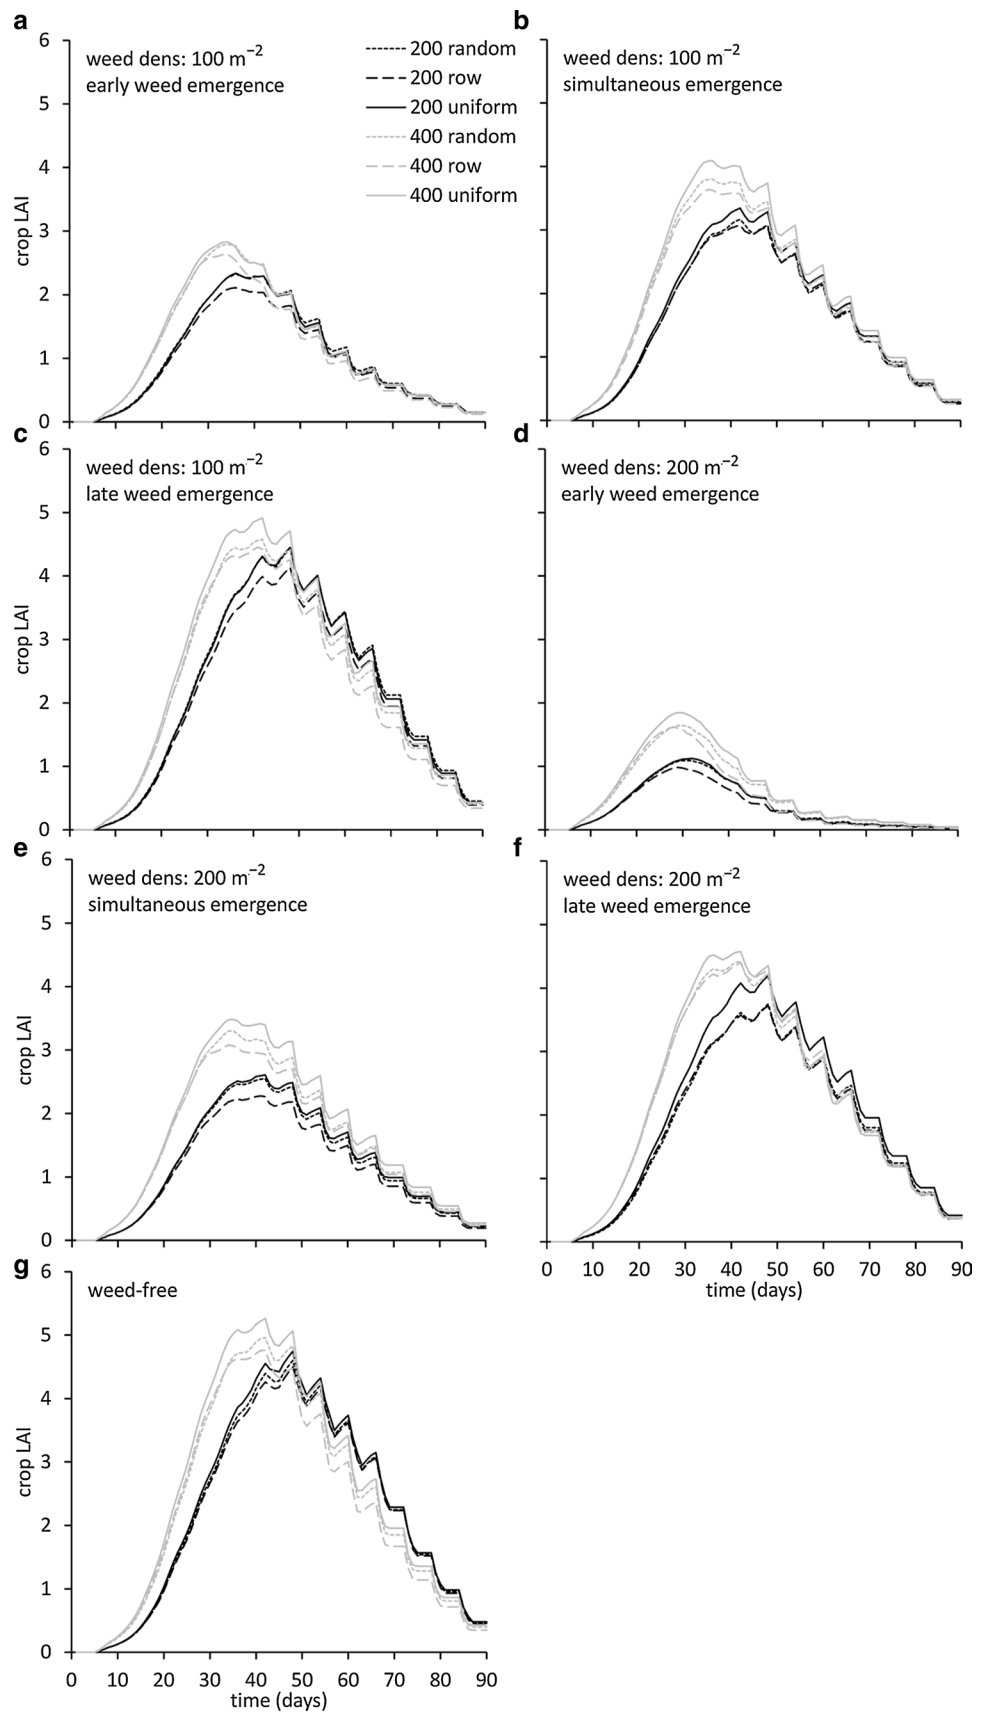 a
weed dens: 100 m⁻²
early weed emergence
200 random
200 row
200 uniform
400 random
400 row
400 uniform
crop LAI
6
5
4
3
2
1
0
b
weed dens: 100 m⁻²
simultaneous emergence
c
weed dens: 100 m⁻²
late weed emergence
crop LAI
6
5
4
3
2
1
0
d
weed dens: 200 m⁻²
early weed emergence
e
weed dens: 200 m⁻²
simultaneous emergence
crop LAI
6
5
4
3
2
1
0
f
weed dens: 200 m⁻²
late weed emergence
0 10 20 30 40 50 60 70 80 90
time (days)
g
weed-free
crop LAI
6
5
4
3
2
1
0
0 10 20 30 40 50 60 70 80 90
time (days)